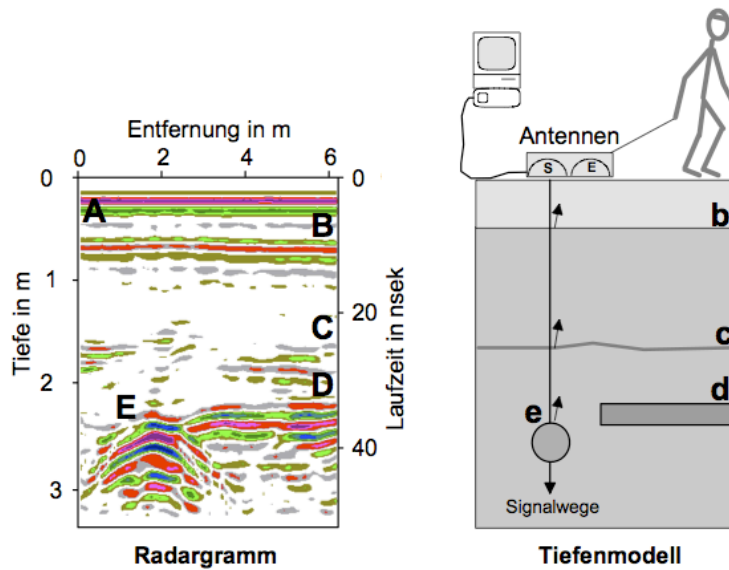 Entfernung in m
0 2 4 6
0 0
A
B
b
1
20
Tiefe in m
Laufzeit in nsek
C
c
2
D
d
E
e
40
3
Radargramm
Antennen
S E
Signalwege
Tiefenmodell